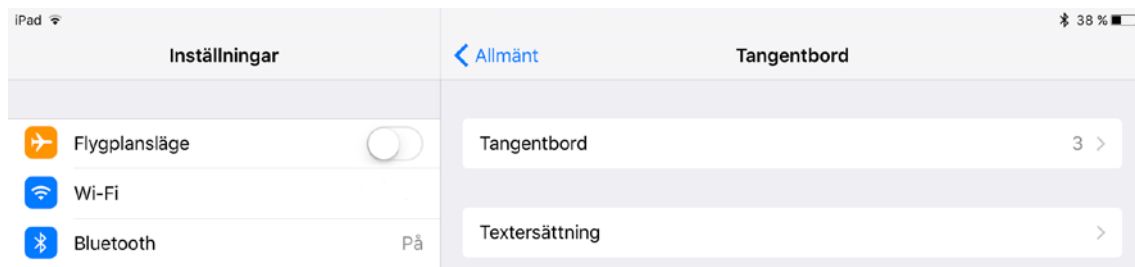 iPad 38 %
Inställningar
Allmänt Tangentbord
Flygplansläge
Wi-Fi
Bluetooth På
Tangentbord 3
Textersättning